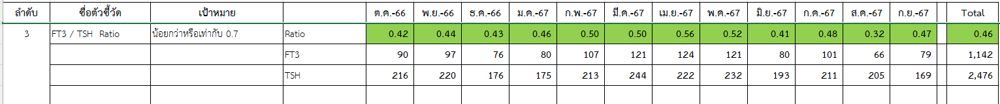 ลำดับ ชื่อตัวชี้วัด เป้าหมาย ต.ค.-66 พ.ย.-66 ธ.ค.-66 ม.ค.-67 ก.พ.-67 มี.ค.-67 เม.ย.-67 พ.ค.-67 มิ.ย.-67 ก.ค.-67 ส.ค.-67 ก.ย.-67 Total
3 FT3 / TSH Ratio น้อยกว่าหรือเท่ากับ 0.7 Ratio 0.42 0.44 0.43 0.46 0.50 0.50 0.56 0.52 0.41 0.48 0.32 0.47 0.46
FT3 90 97 76 80 107 121 124 121 80 101 66 79 1,142
TSH 216 220 176 175 213 244 222 232 193 211 205 169 2,476